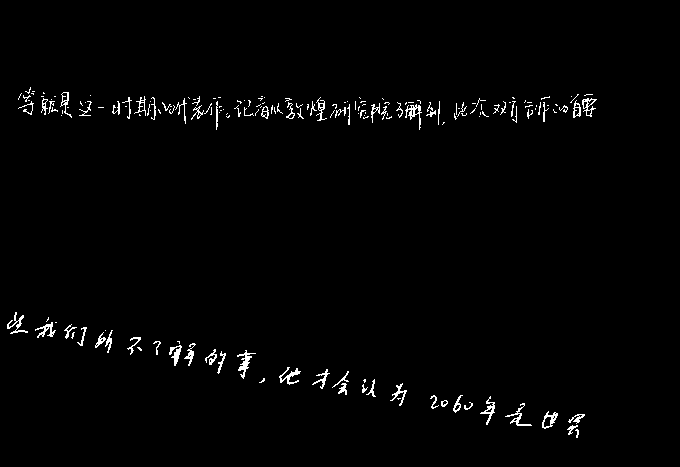 等就是这一时期的代表作。记者从敦煌研究院了解到，此次双方合作的首要
些我们所不了解的事，他才会认为2060年是世界